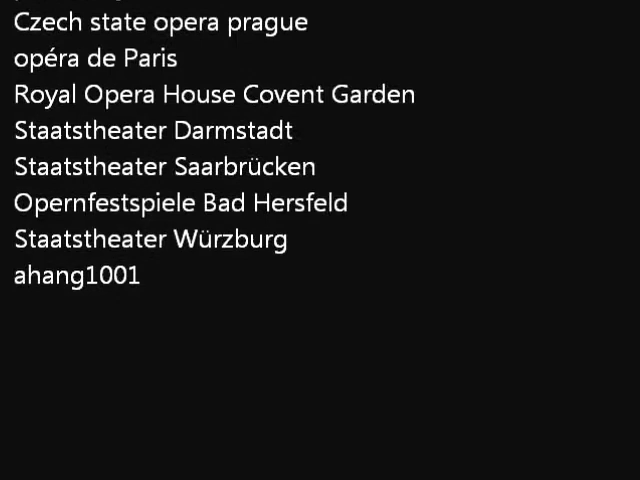 Czech state opera prague
opéra de Paris
Royal Opera House Covent Garden
Staatstheater Darmstadt
Staatstheater Saarbrücken
Opernfestspiele Bad Hersfeld
Staatstheater Würzburg
ahang1001